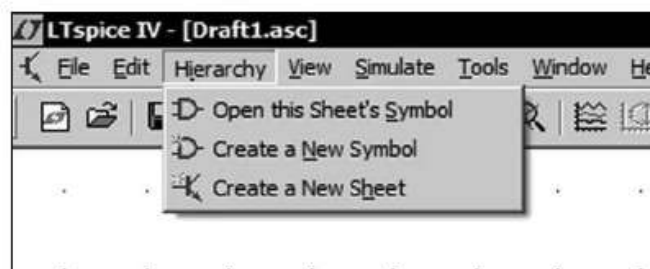 LTspice IV - [Draft1.asc]
File Edit Hierarchy View Simulate Tools Window
Open this Sheet's Symbol
Create a New Symbol
Create a New Sheet